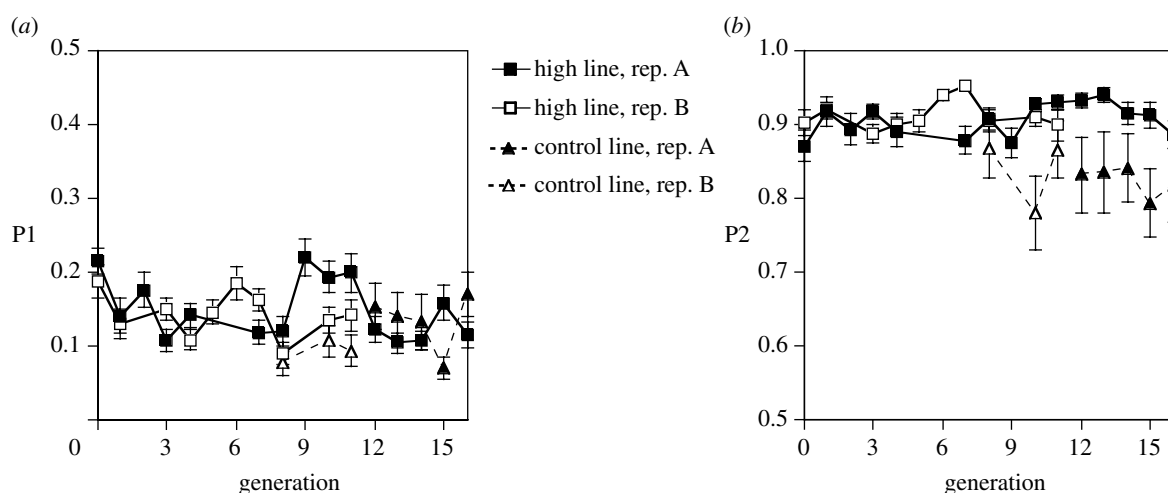 (a)
0.5
0.4
0.3
P1
0.2
0.1
0 3 6 9 12 15
generation
high line, rep. A
high line, rep. B
control line, rep. A
control line, rep. B
(b)
1.0
0.9
0.8
P2
0.7
0.6
0.5
0 3 6 9 12 15
generation